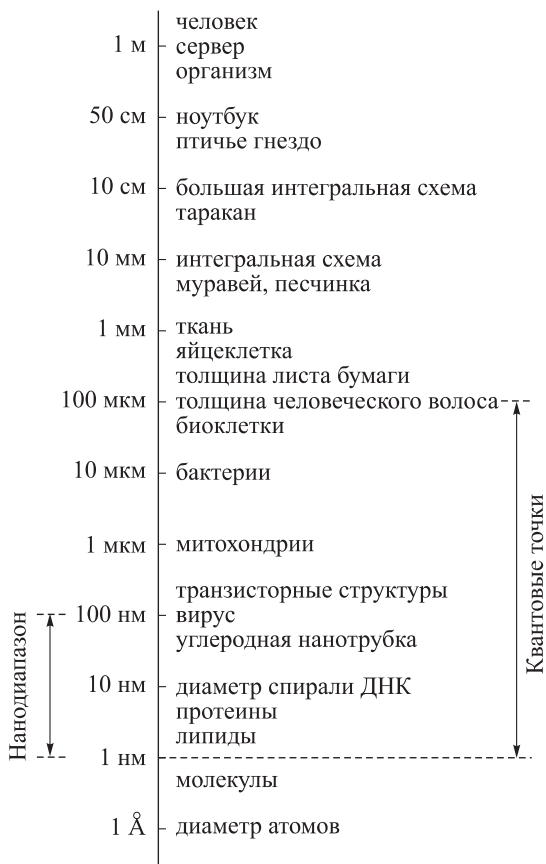 человек
1 м сервер
организм
50 см ноутбук
птичье гнездо
10 см большая интегральная схема
таракан
10 мм интегральная схема
муравей, песчинка
1 мм ткань
яйцеклетка
толщина листа бумаги
100 мкм толщина человеческого волоса
биоклетки
10 мкм бактерии
1 мкм митохондрии
транзисторные структуры
100 нм вирус
углеродная нанотрубка
10 нм диаметр спирали ДНК
протеины
липиды
1 нм
молекулы
1 Å диаметр атомов
Нанодиапазон
Квантовые точки